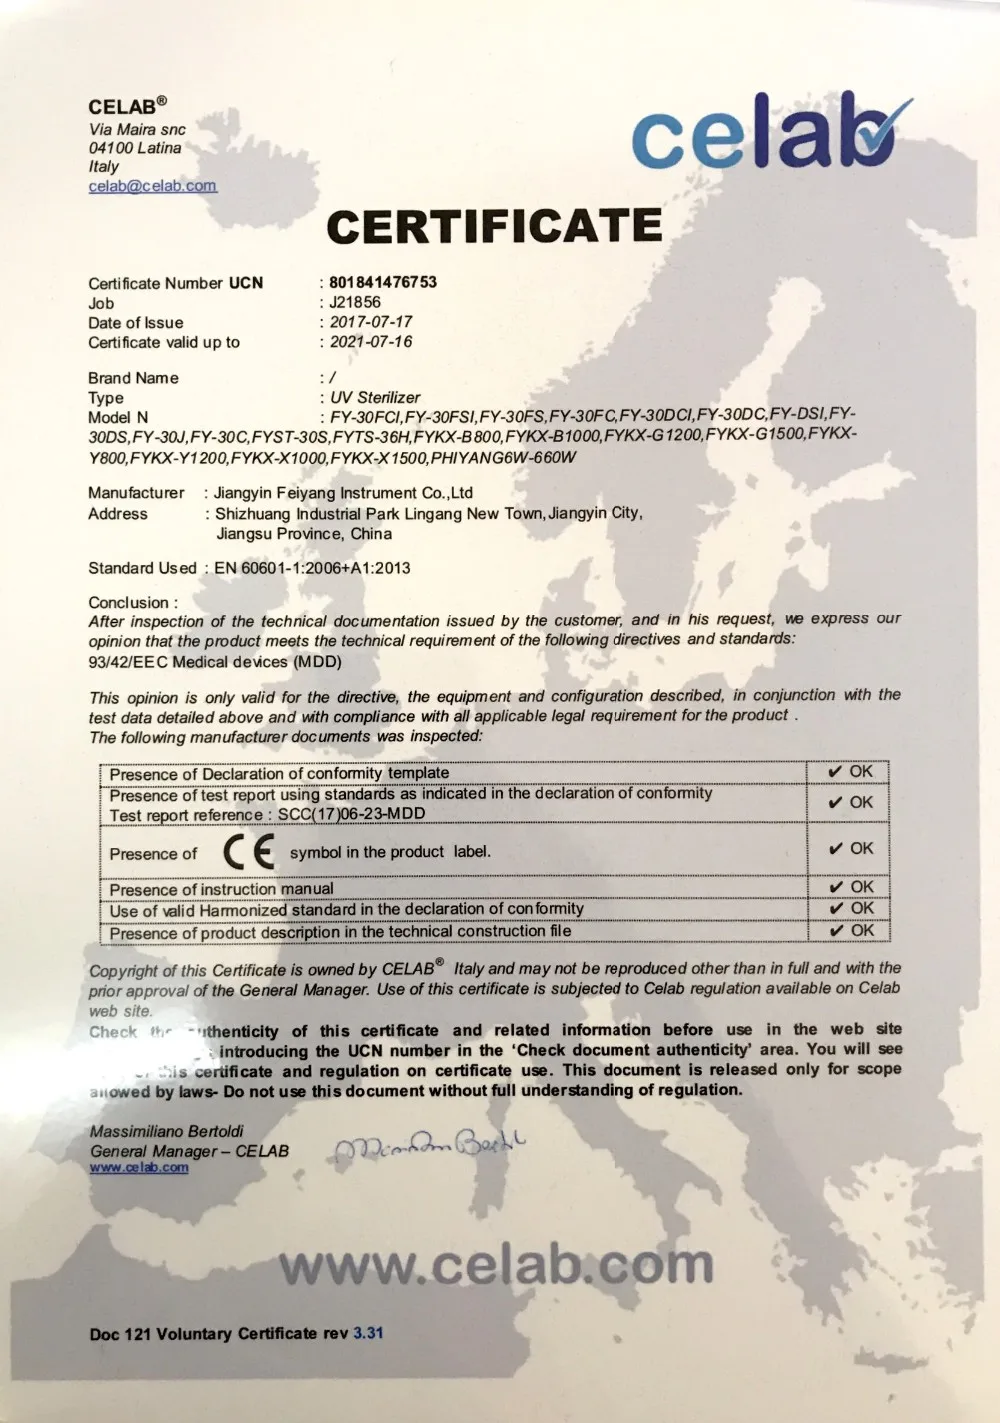 CELAB®
Via Maira snc
04100 Latina
Italy
celab@celab.com
celab
CERTIFICATE
Certificate Number UCN : 801841476753
Job : J21856
Date of Issue : 2017-07-17
Certificate valid up to : 2021-07-16
Brand Name : /
Type : UV Sterilizer
Model N : FY-30FCI,FY-30FSI,FY-30FS,FY-30FC,FY-30DCI,FY-30DC,FY-DSI,FY-
30DS,FY-30J,FY-30C,FYST-30S,FYTS-36H,FYKX-B800,FYKX-B1000,FYKX-G1200,FYKX-G1500,FYKX-
Y800,FYKX-Y1200,FYKX-X1000,FYKX-X1500,PHIYANG6W-660W
Manufacturer : Jiangyin Feiyang Instrument Co.,Ltd
Address : Shizhuang Industrial Park Lingang New Town,Jiangyin City,
Jiangsu Province, China
Standard Used : EN 60601-1:2006+A1:2013
Conclusion :
After inspection of the technical documentation issued by the customer, and in his request, we express our
opinion that the product meets the technical requirement of the following directives and standards:
93/42/EEC Medical devices (MDD)
This opinion is only valid for the directive, the equipment and configuration described, in conjunction with the
test data detailed above and with compliance with all applicable legal requirement for the product .
The following manufacturer documents was inspected:
Presence of Declaration of conformity template ✔ OK
Presence of test report using standards as indicated in the declaration of conformity
Test report reference : SCC(17)06-23-MDD ✔ OK
Presence of CE symbol in the product label. ✔ OK
Presence of instruction manual ✔ OK
Use of valid Harmonized standard in the declaration of conformity ✔ OK
Presence of product description in the technical construction file ✔ OK
Copyright of this Certificate is owned by CELAB® Italy and may not be reproduced other than in full and with the
prior approval of the General Manager. Use of this certificate is subjected to Celab regulation available on Celab
web site.
Check the authenticity of this certificate and related information before use in the web site
introducing the UCN number in the 'Check document authenticity' area. You will see
this certificate and regulation on certificate use. This document is released only for scope
allowed by laws- Do not use this document without full understanding of regulation.
Massimiliano Bertoldi
General Manager – CELAB
www.celab.com
www.celab.com
Doc 121 Voluntary Certificate rev 3.31